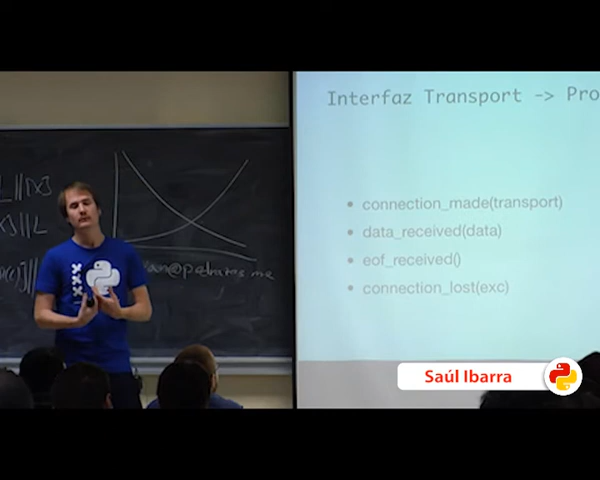 Interfaz Transport -> Pro
• connection_made(transport)
• data_received(data)
• eof_received()
• connection_lost(exc)
Saúl Ibarra